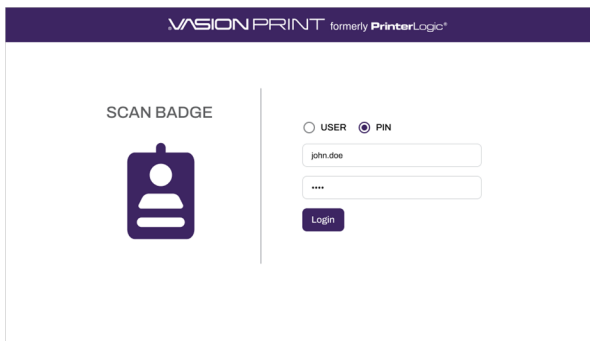 VASION PRINT formerly PrinterLogic®
SCAN BADGE
USER PIN
john.doe
••••
Login